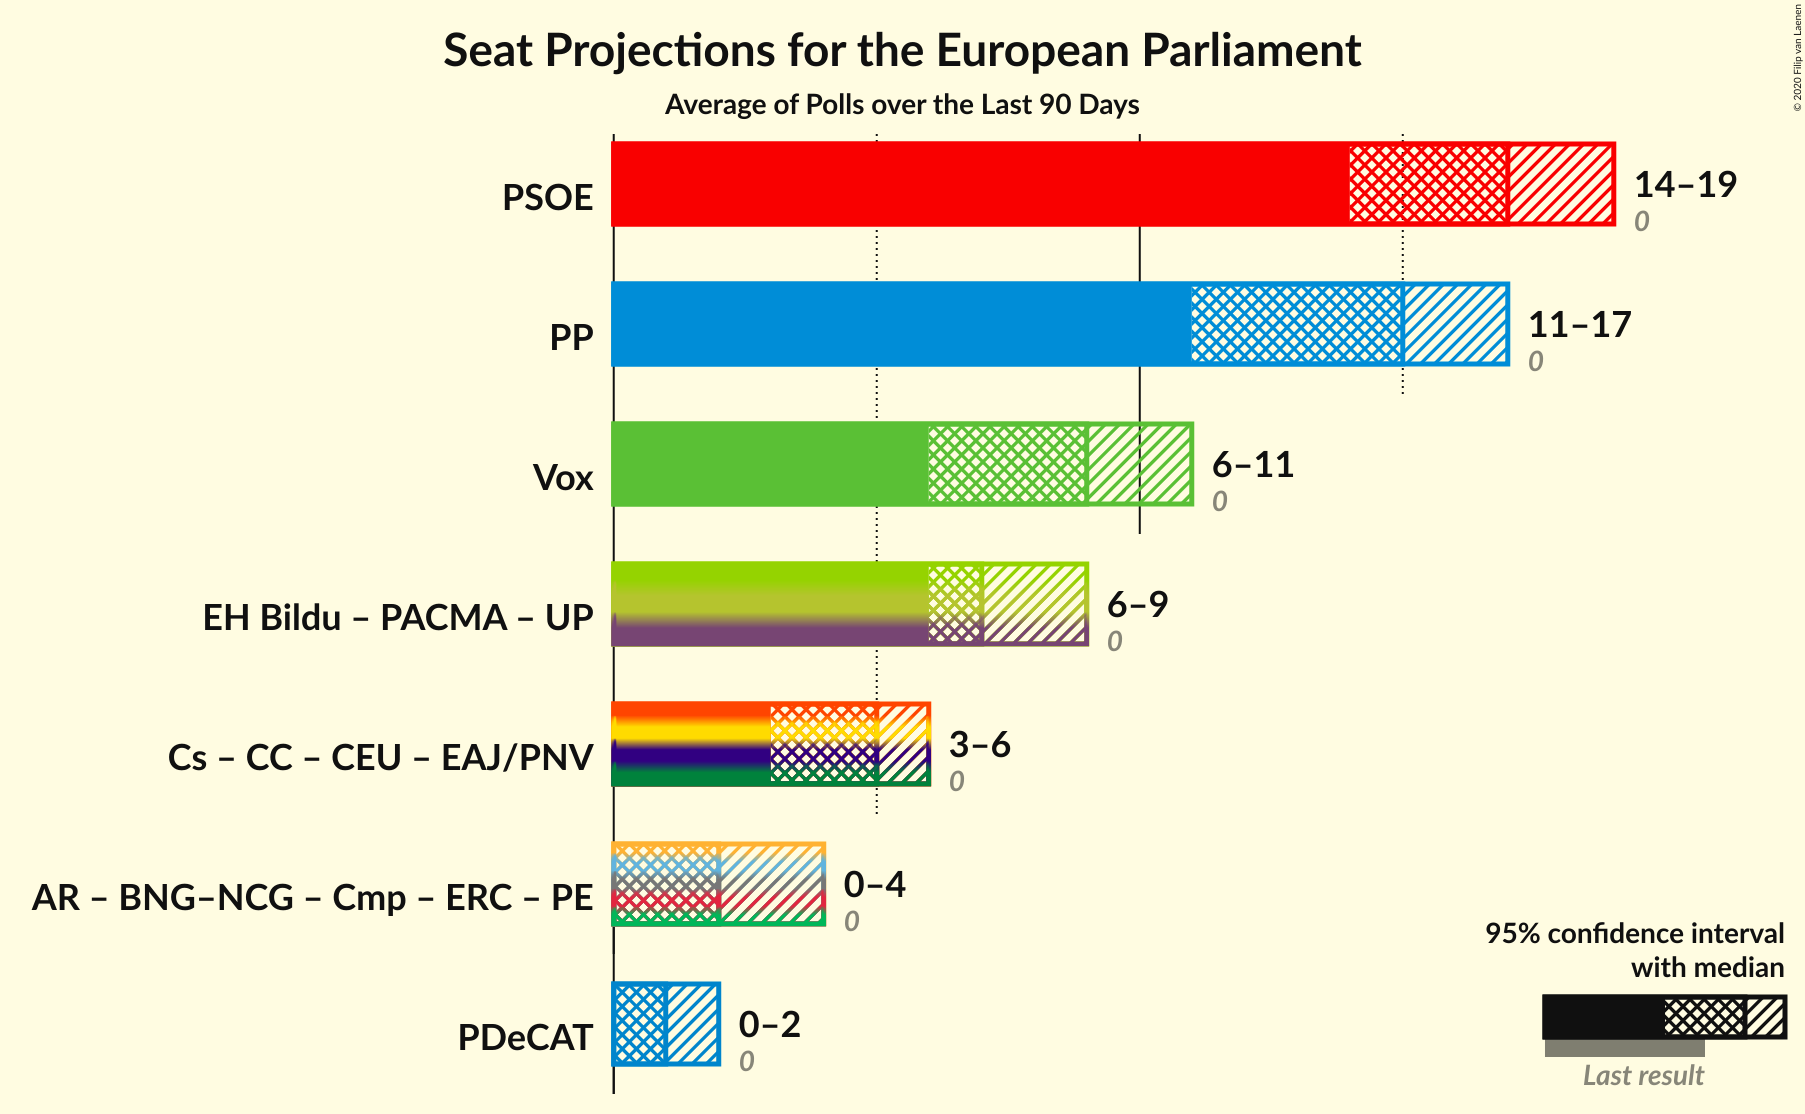 Seat Projections for the European Parliament
Average of Polls over the Last 90 Days
© 2020 Filip van Laenen
PSOE
14–19
0
PP
11–17
0
Vox
6–11
0
EH Bildu – PACMA – UP
6–9
0
Cs – CC – CEU – EAJ/PNV
3–6
0
AR – BNG–NCG – Cmp – ERC – PE
0–4
0
PDeCAT
0–2
0
95% confidence interval
with median
Last result